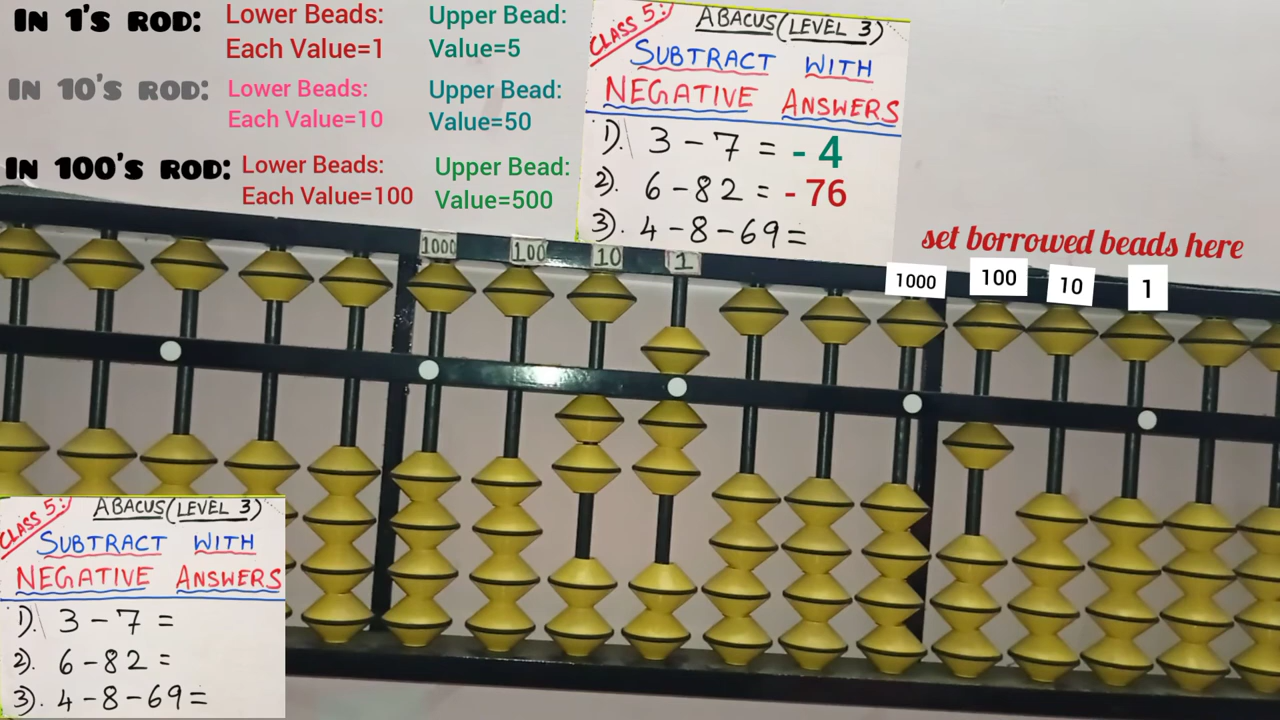 IN 1'S ROD:
Lower Beads:
Each Value=1
Upper Bead:
Value=5
IN 10'S ROD:
Lower Beads:
Each Value=10
Upper Bead:
Value=50
IN 100'S ROD:
Lower Beads:
Each Value=100
Upper Bead:
Value=500
CLASS 5:
ABACUS (LEVEL 3)
SUBTRACT WITH
NEGATIVE ANSWERS
1). 3 - 7 = - 4
2). 6 - 82 = - 76
3). 4 - 8 - 69 =
set borrowed beads here
1000 100 10 1
1000 100 10 1
CLASS 5:
ABACUS (LEVEL 3)
SUBTRACT WITH
NEGATIVE ANSWERS
1). 3 - 7 =
2). 6 - 82 =
3). 4 - 8 - 69 =